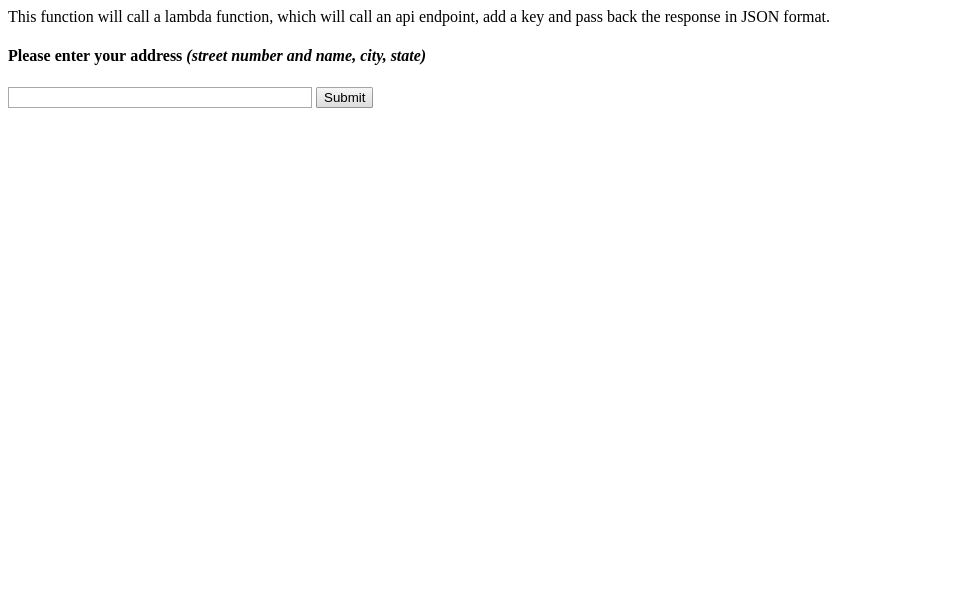 This function will call a lambda function, which will call an api endpoint, add a key and pass back the response in JSON format.
Please enter your address (street number and name, city, state)
Submit